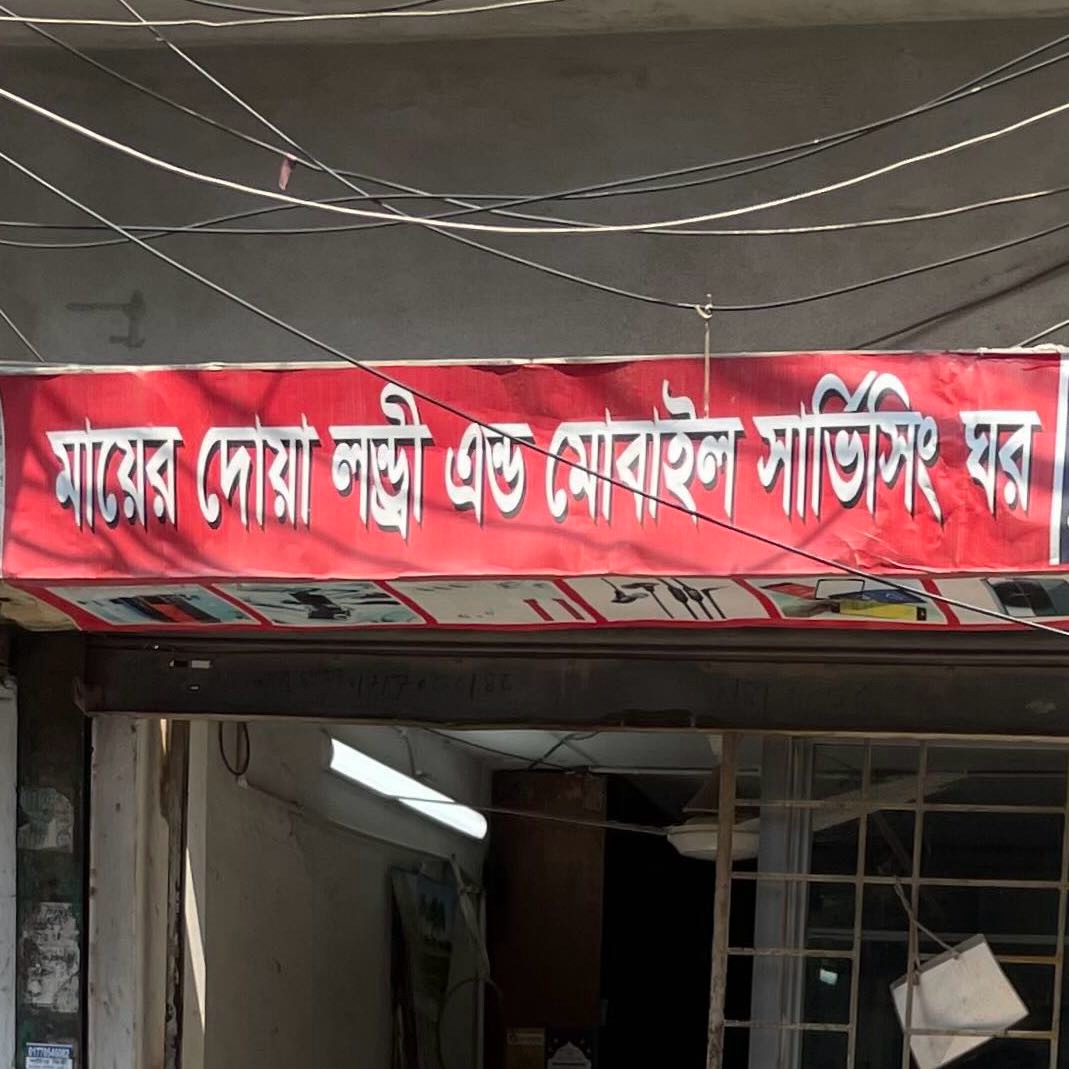 মায়ের দোয়া লন্ড্রী এন্ড মোবাইল সার্ভিসিং ঘর